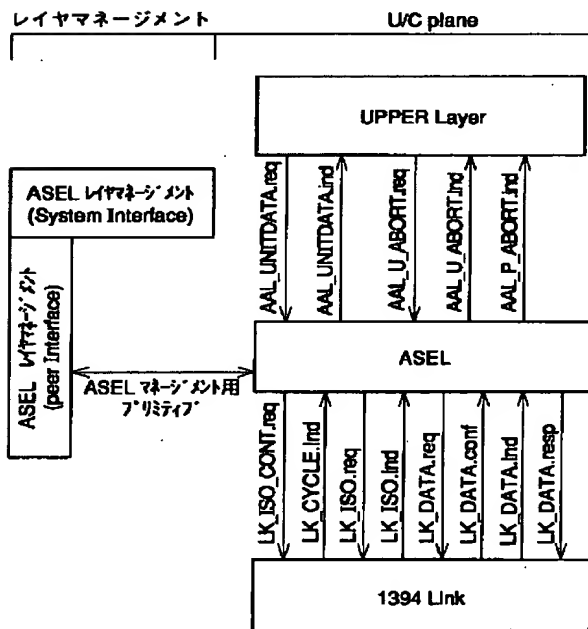 レイヤマネージメント
U/C plane
UPPER Layer
ASEL レイヤマネージメント
(System Interface)
AAL_UNITDATA.req
AAL_UNITDATA.ind
AAL_U_ABORT.req
AAL_U_ABORT.ind
AAL_P_ABORT.ind
ASEL レイヤマネージメント
(peer Interface)
ASEL
ASEL マネージメント用
プリミティブ
LK_ISO_CONT.req
LK_CYCLE.ind
LK_ISO.req
LK_ISO.ind
LK_DATA.req
LK_DATA.conf
LK_DATA.ind
LK_DATA.resp
1394 Link